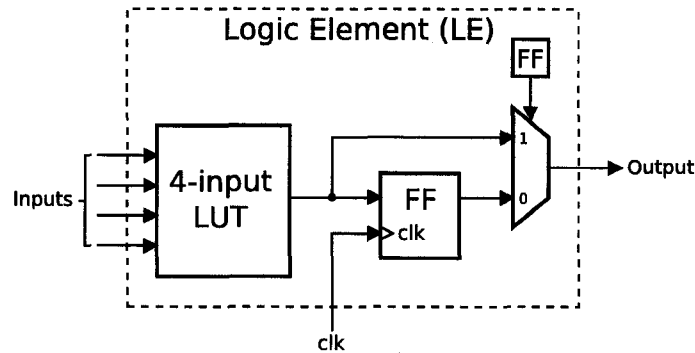 Logic Element (LE)
FF
1
Output
4-input
LUT
Inputs
FF
0
clk
clk